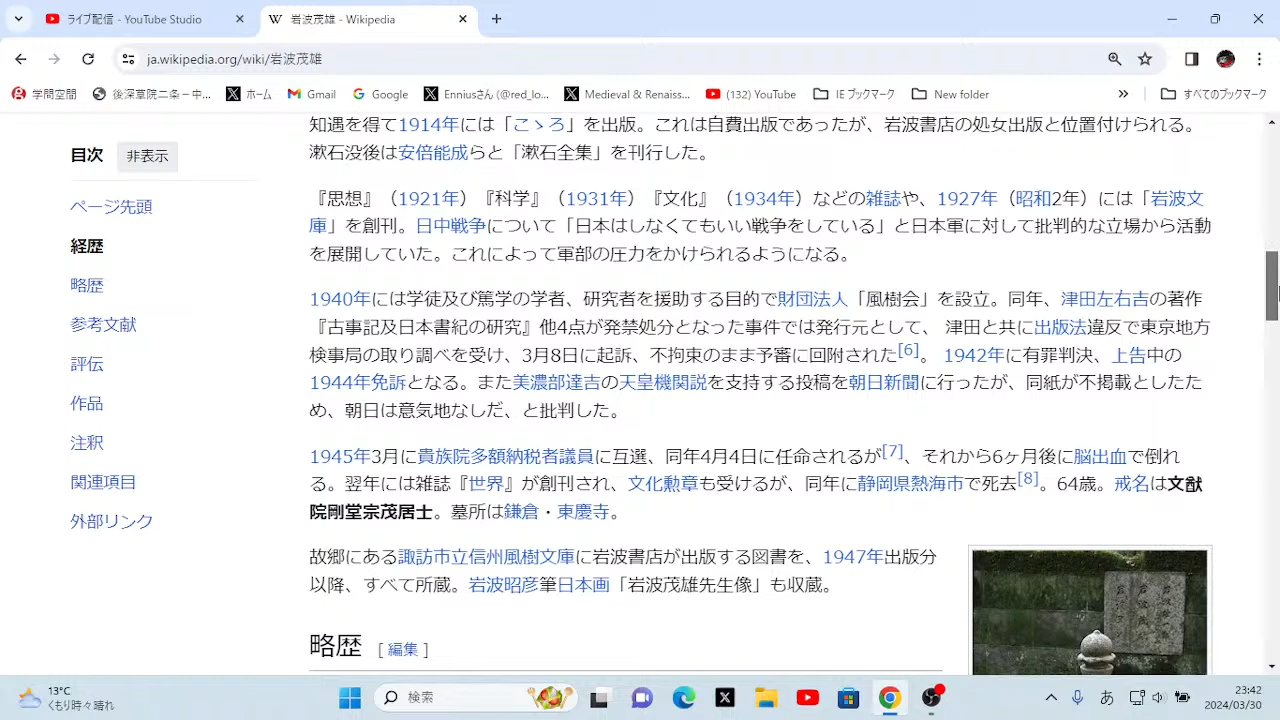 ライブ配信 - YouTube Studio
岩波茂雄 - Wikipedia
ja.wikipedia.org/wiki/岩波茂雄
学問空間
後深草院二条 – 中...
ホーム
Gmail
Google
Enniusさん (@red_lo...
Medieval & Renaiss...
(132) YouTube
IE ブックマーク
New folder
すべてのブックマーク
目次
非表示
ページ先頭
経歴
略歴
参考文献
評伝
作品
注釈
関連項目
外部リンク
知遇を得て1914年には「こゝろ」を出版。これは自費出版であったが、岩波書店の処女出版と位置付けられる。
漱石没後は安倍能成らと「漱石全集」を刊行した。
『思想』（1921年）『科学』（1931年）『文化』（1934年）などの雑誌や、1927年（昭和2年）には「岩波文
庫」を創刊。日中戦争について「日本はしなくてもいい戦争をしている」と日本軍に対して批判的な立場から活動
を展開していた。これによって軍部の圧力をかけられるようになる。
1940年には学徒及び篤学の学者、研究者を援助する目的で財団法人「風樹会」を設立。同年、津田左右吉の著作
『古事記及日本書紀の研究』他4点が発禁処分となった事件では発行元として、 津田と共に出版法違反で東京地方
検事局の取り調べを受け、3月8日に起訴、不拘束のまま予審に回附された[6]。 1942年に有罪判決、上告中の
1944年免訴となる。また美濃部達吉の天皇機関説を支持する投稿を朝日新聞に行ったが、同紙が不掲載としたた
め、朝日は意気地なしだ、と批判した。
1945年3月に貴族院多額納税者議員に互選、同年4月4日に任命されるが[7]、それから6ヶ月後に脳出血で倒れ
る。翌年には雑誌『世界』が創刊され、文化勲章も受けるが、同年に静岡県熱海市で死去[8]。64歳。戒名は文猷
院剛堂宗茂居士。墓所は鎌倉・東慶寺。
故郷にある諏訪市立信州風樹文庫に岩波書店が出版する図書を、1947年出版分
以降、すべて所蔵。岩波昭彦筆日本画「岩波茂雄先生像」も収蔵。
略歴 [ 編集 ]
13°C
くもり時々晴れ
検索
あ
23:42
2024/03/30